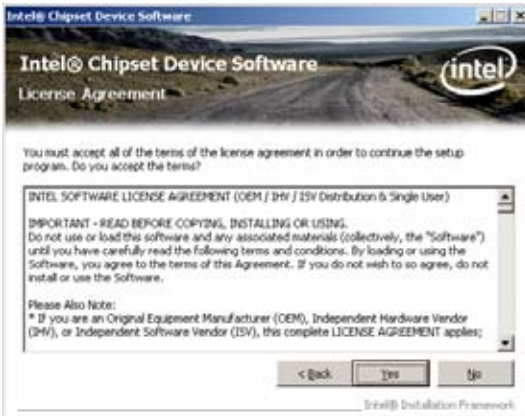 Intel® Chipset Device Software
Intel® Chipset Device Software
intel
License Agreement
You must accept all of the terms of the license agreement in order to continue the setup
program. Do you accept the terms?
INTEL SOFTWARE LICENSE AGREEMENT (OEM / IHV / ISV Distribution & Single User)
IMPORTANT - READ BEFORE COPYING, INSTALLING OR USING.
Do not use or load this software and any associated materials (collectively, the "Software")
until you have carefully read the following terms and conditions. By loading or using the
Software, you agree to the terms of this Agreement. If you do not wish to so agree, do not
install or use the Software.
Please Also Note:
* If you are an Original Equipment Manufacturer (OEM), Independent Hardware Vendor
(IHV), or Independent Software Vendor (ISV), this complete LICENSE AGREEMENT applies;
< Back Yes No
Intel® Installation Framework